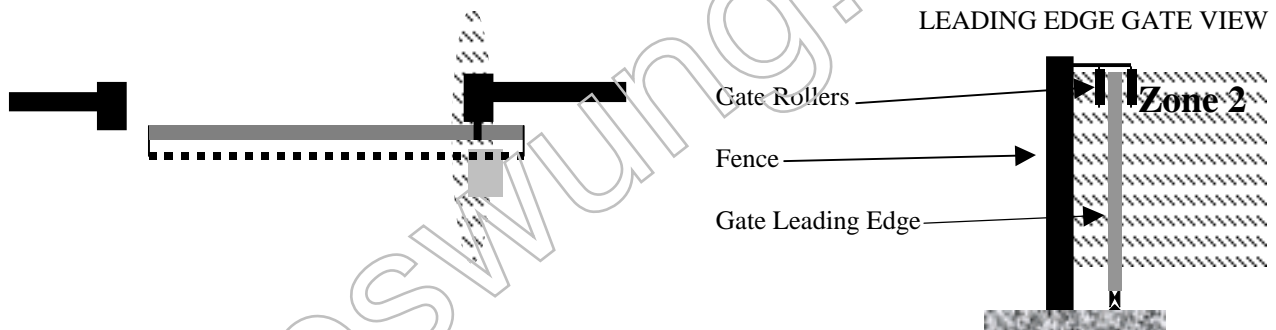 LEADING EDGE GATE VIEW
Gate Rollers
Zone 2
Fence
Gate Leading Edge